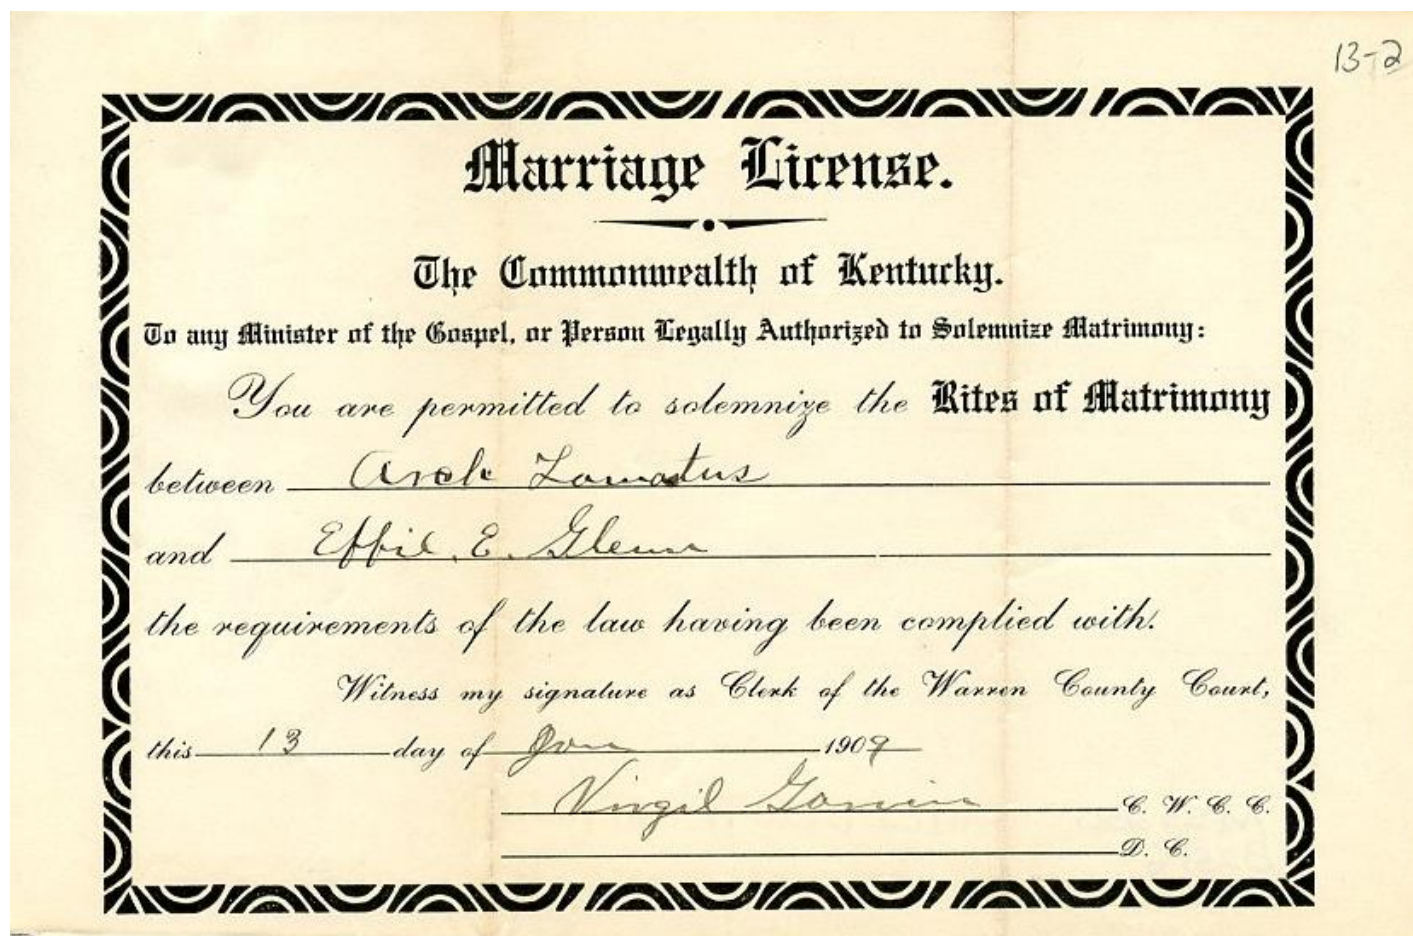 13-2
Marriage License.
The Commonwealth of Kentucky.
To any Minister of the Gospel, or Person Legally Authorized to Solemnize Matrimony:
You are permitted to solemnize the Rites of Matrimony
between Arch
and Effie. E. Glenn
the requirements of the law having been complied with.
Witness my signature as Clerk of the Warren County Court,
this 13 day of Jan 1909
Virgil Garvin C. W. C. C.
D. C.